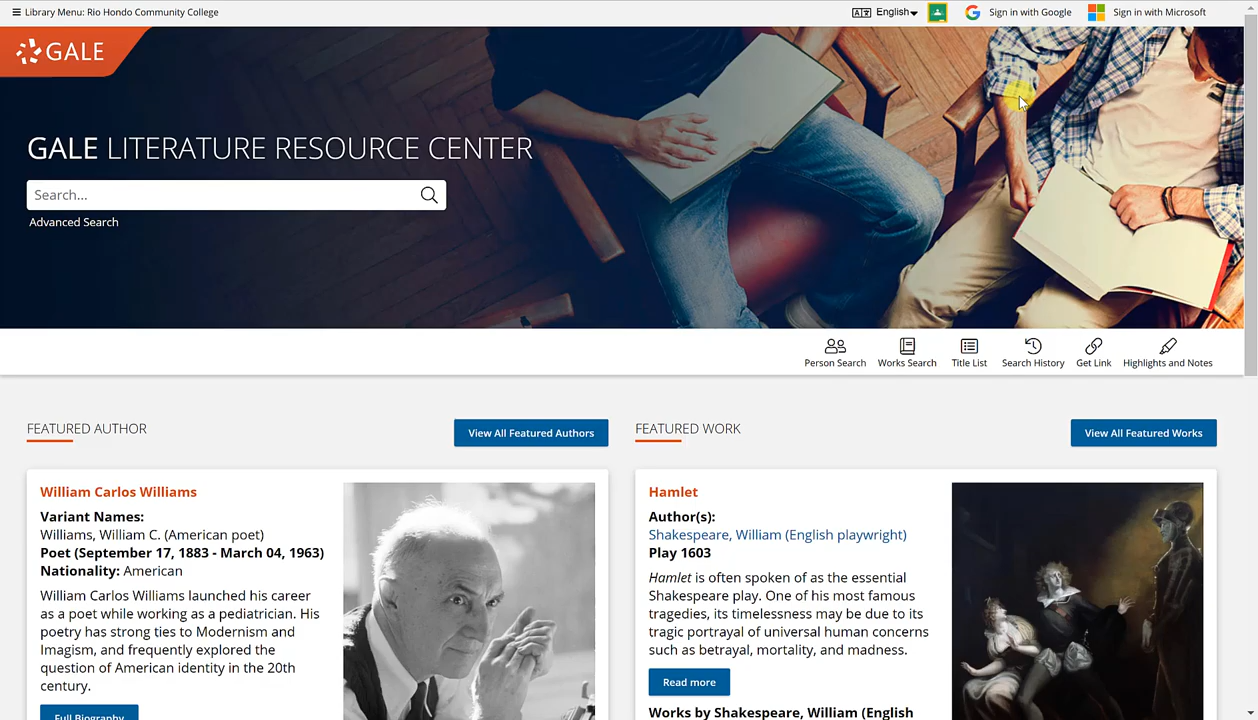 Library Menu: Rio Hondo Community College
English
Sign in with Google
Sign in with Microsoft
GALE
GALE LITERATURE RESOURCE CENTER
Search...
Advanced Search
Person Search
Works Search
Title List
Search History
Get Link
Highlights and Notes
FEATURED AUTHOR
View All Featured Authors
William Carlos Williams
Variant Names:
Williams, William C. (American poet)
Poet (September 17, 1883 - March 04, 1963)
Nationality: American
William Carlos Williams launched his career
as a poet while working as a pediatrician. His
poetry has strong ties to Modernism and
Imagism, and frequently explored the
question of American identity in the 20th
century.
Full Biography
FEATURED WORK
View All Featured Works
Hamlet
Author(s):
Shakespeare, William (English playwright)
Play 1603
Hamlet is often spoken of as the essential
Shakespeare play. One of his most famous
tragedies, its timelessness may be due to its
tragic portrayal of universal human concerns
such as betrayal, mortality, and madness.
Read more
Works by Shakespeare, William (English